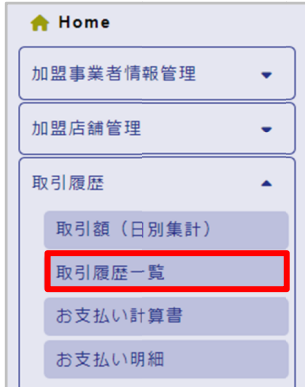 Home
加盟事業者情報管理
加盟店舗管理
取引履歴
取引額（日別集計）
取引履歴一覧
お支払い計算書
お支払い明細